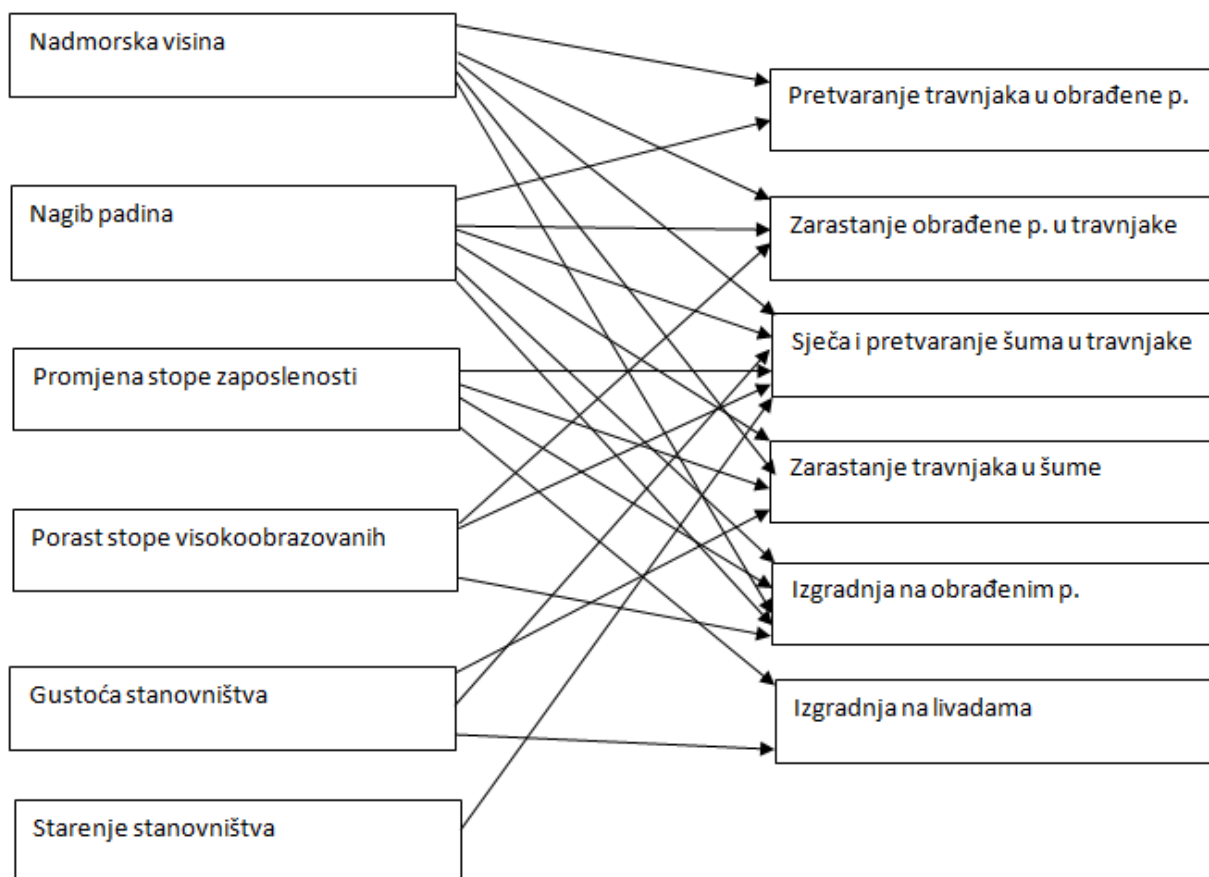 Nadmorska visina
Nagib padina
Promjena stope zaposlenosti
Porast stope visokoobrazovanih
Gustoća stanovništva
Starenje stanovništva
Pretvaranje travnjaka u obrađene p.
Zarastanje obrađene p. u travnjake
Sječa i pretvaranje šuma u travnjake
Zarastanje travnjaka u šume
Izgradnja na obrađenim p.
Izgradnja na livadama